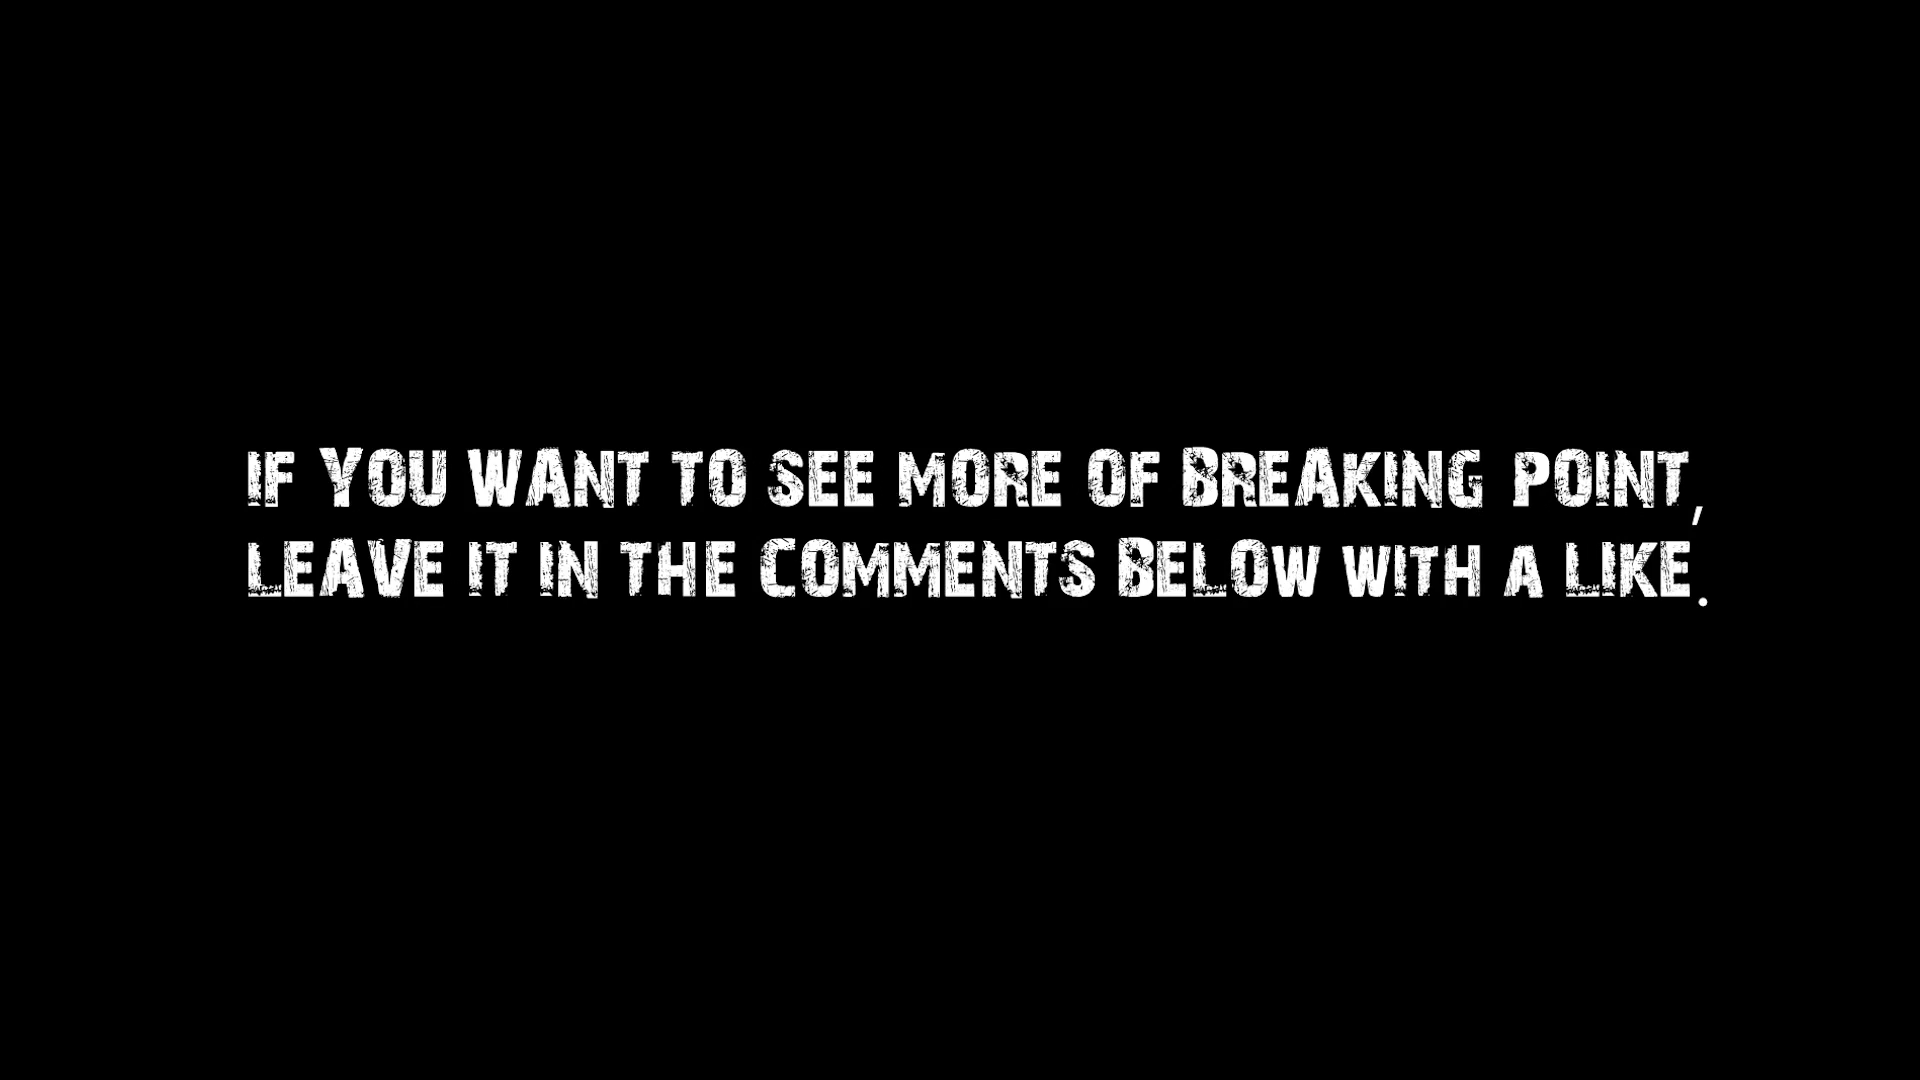 IF YOU WANT TO SEE MORE OF BREAKING POINT,
LEAVE IT IN THE COMMENTS BELOW WITH A LIKE.